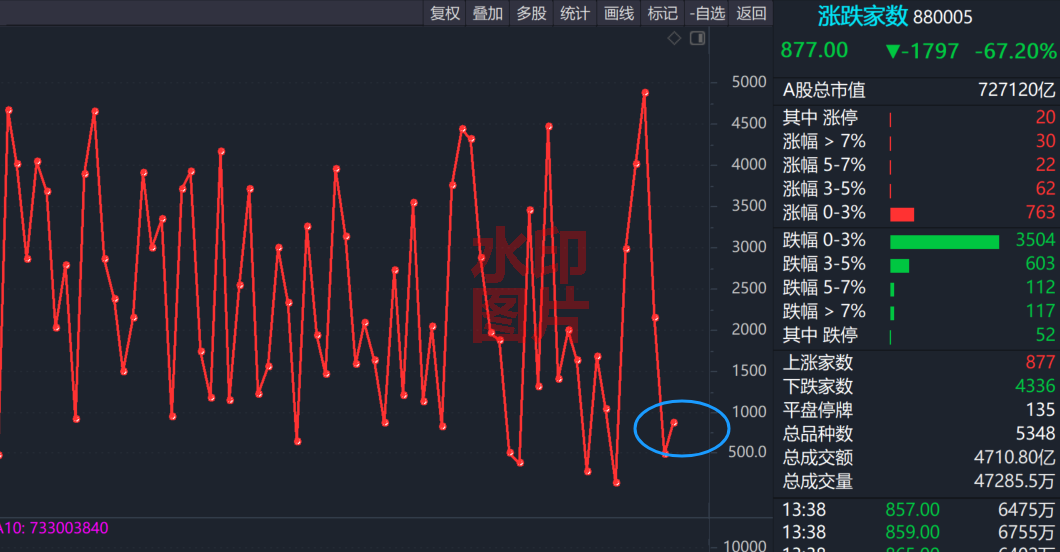 复权 叠加 多股 统计 画线 标记 -自选 返回
涨跌家数 880005
877.00 ▼-1797 -67.20%
A股总市值 727120亿
其中 涨停 20
涨幅 > 7% 30
涨幅 5-7% 22
涨幅 3-5% 62
涨幅 0-3% 763
跌幅 0-3% 3504
跌幅 3-5% 603
跌幅 5-7% 112
跌幅 > 7% 117
其中 跌停 52
上涨家数 877
下跌家数 4336
平盘停牌 135
总品种数 5348
总成交额 4710.80亿
总成交量 47285.5万
13:38 857.00 6475万
13:38 859.00 6755万
5000
4500
4000
3500
3000
2500
2000
1500
1000
500.0
10000
水印
图片
A10: 733003840